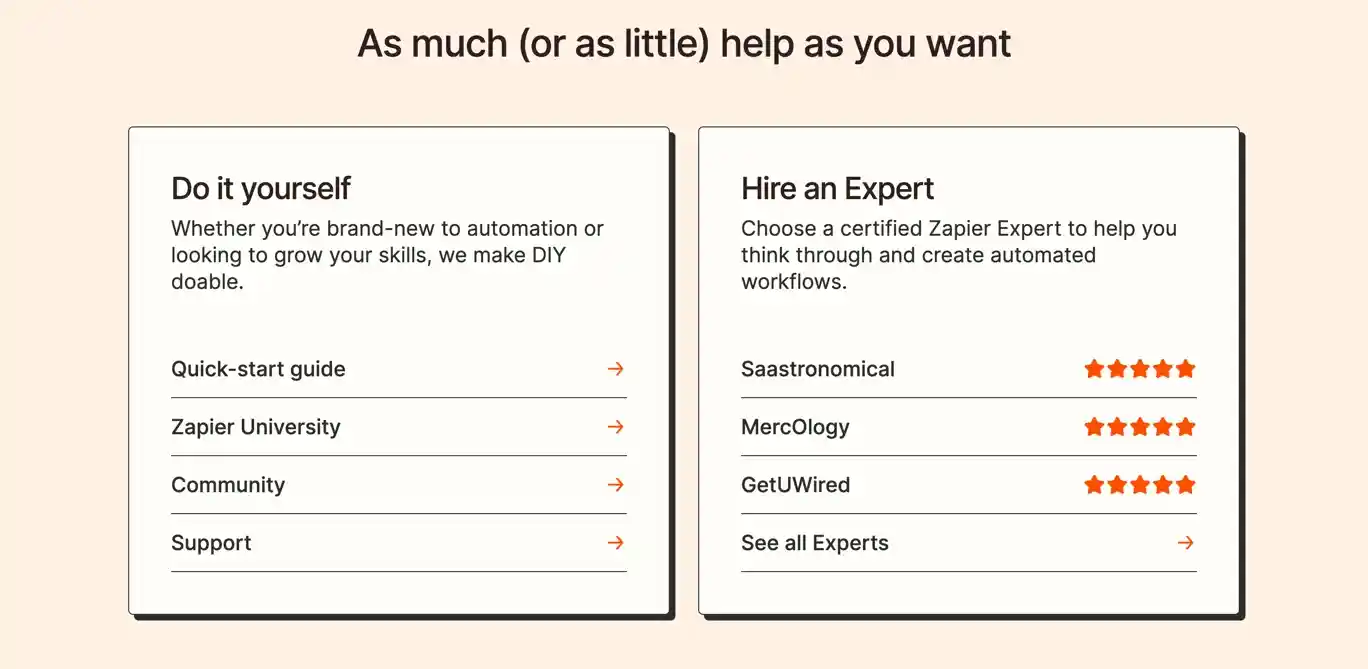 As much (or as little) help as you want
Do it yourself
Whether you’re brand-new to automation or
looking to grow your skills, we make DIY
doable.
Quick-start guide
Zapier University
Community
Support
Hire an Expert
Choose a certified Zapier Expert to help you
think through and create automated
workflows.
Saastronomical
MercOlogy
GetUWired
See all Experts